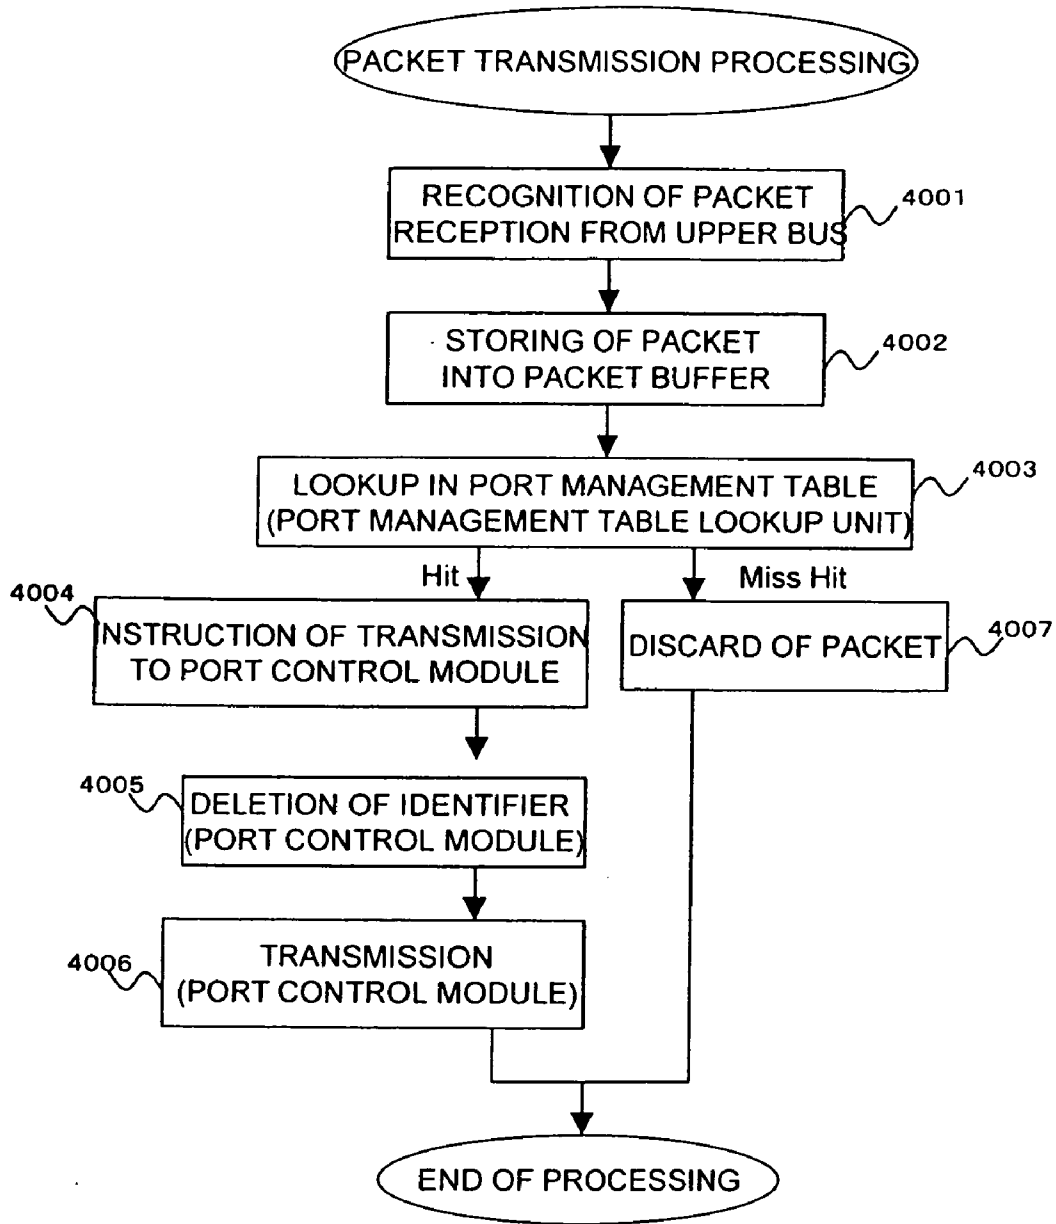 PACKET TRANSMISSION PROCESSING
RECOGNITION OF PACKET
RECEPTION FROM UPPER BUS
4001
STORING OF PACKET
INTO PACKET BUFFER
4002
LOOKUP IN PORT MANAGEMENT TABLE
(PORT MANAGEMENT TABLE LOOKUP UNIT)
4003
Hit
Miss Hit
4004
INSTRUCTION OF TRANSMISSION
TO PORT CONTROL MODULE
DISCARD OF PACKET
4007
4005
DELETION OF IDENTIFIER
(PORT CONTROL MODULE)
4006
TRANSMISSION
(PORT CONTROL MODULE)
END OF PROCESSING